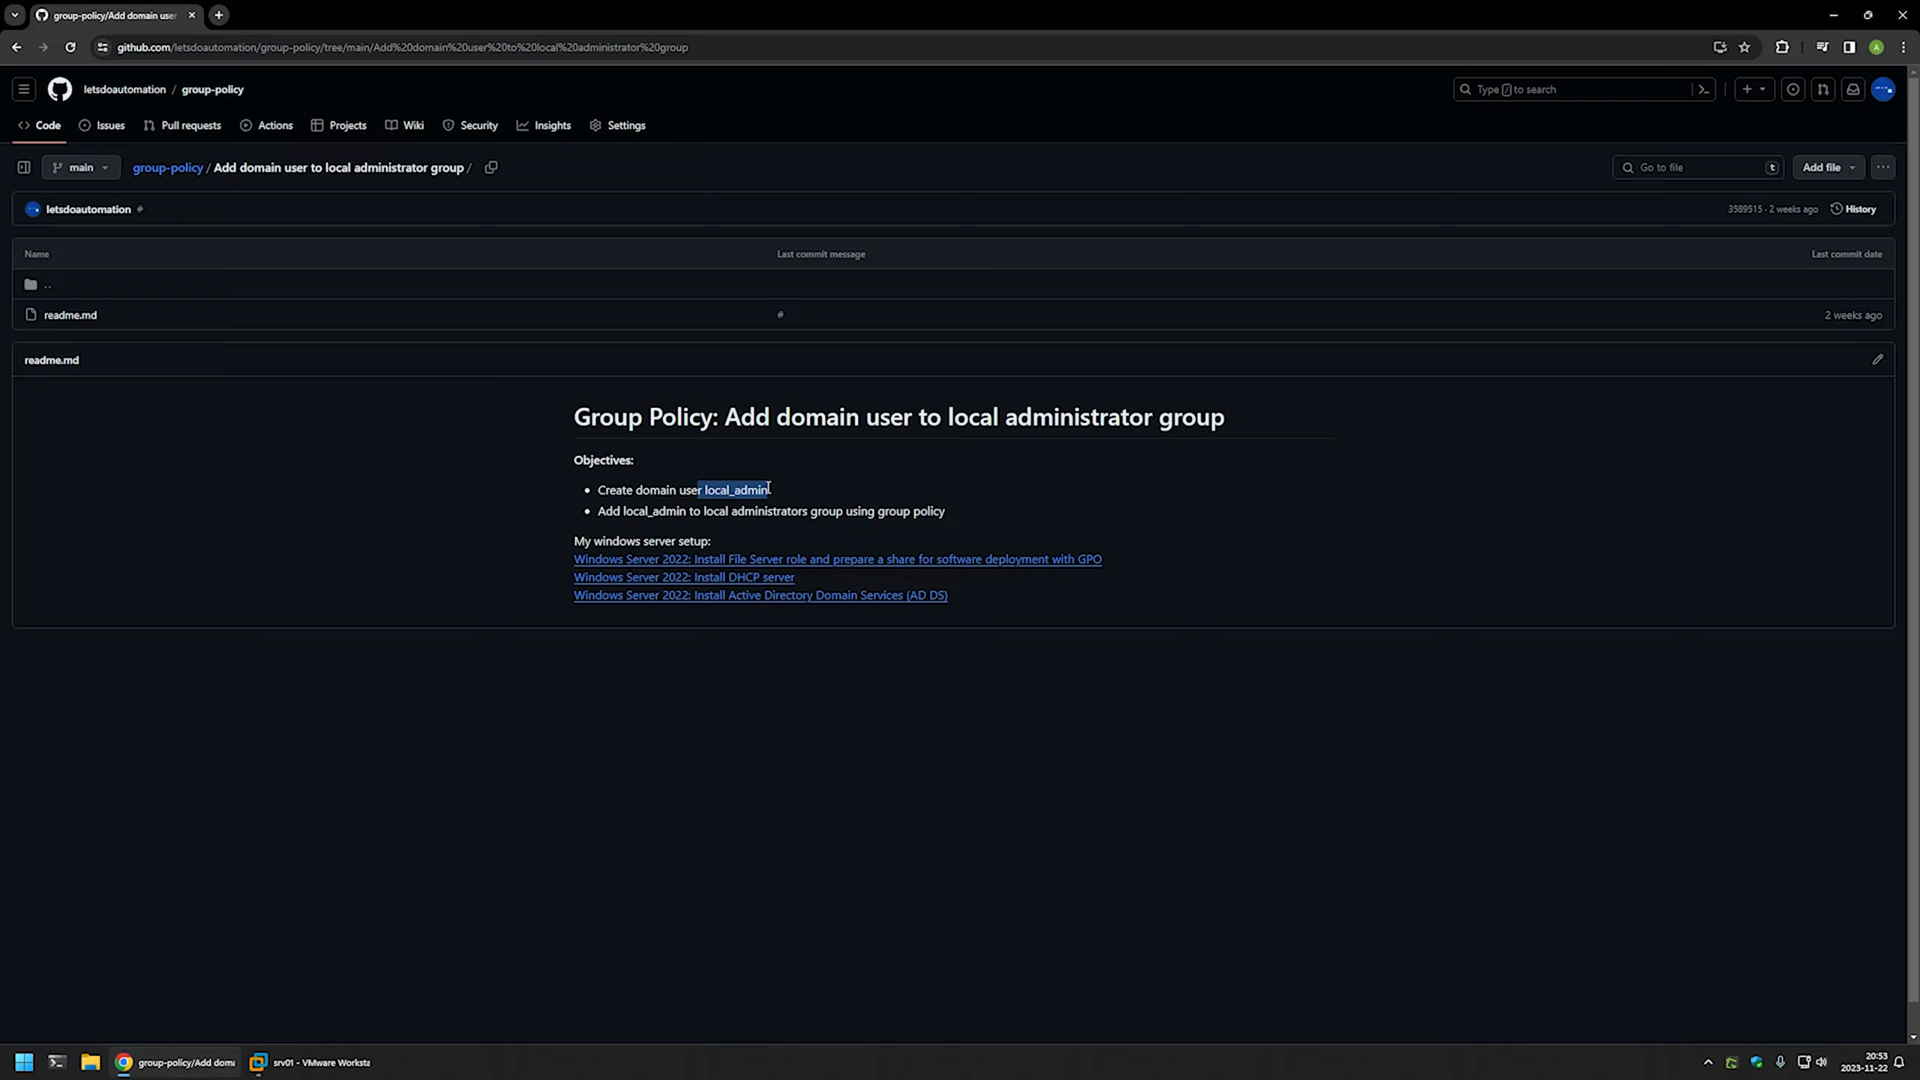 group-policy/Add domain use
github.com/letsdoautomation/group-policy/tree/main/Add%20domain%20user%20to%20local%20administrator%20group
A
letsdoautomation / group-policy
Type / to search
Code
Issues
Pull requests
Actions
Projects
Wiki
Security
Insights
Settings
main
group-policy / Add domain user to local administrator group /
Go to file
t
Add file
letsdoautomation #
3589515 · 2 weeks ago
History
Name
Last commit message
Last commit date
..
readme.md
#
2 weeks ago
readme.md
Group Policy: Add domain user to local administrator group
Objectives:
• Create domain user local_admin
• Add local_admin to local administrators group using group policy
My windows server setup:
Windows Server 2022: Install File Server role and prepare a share for software deployment with GPO
Windows Server 2022: Install DHCP server
Windows Server 2022: Install Active Directory Domain Services (AD DS)
group-policy/Add doma
srv01 - VMware Worksta
20:53
2023-11-22